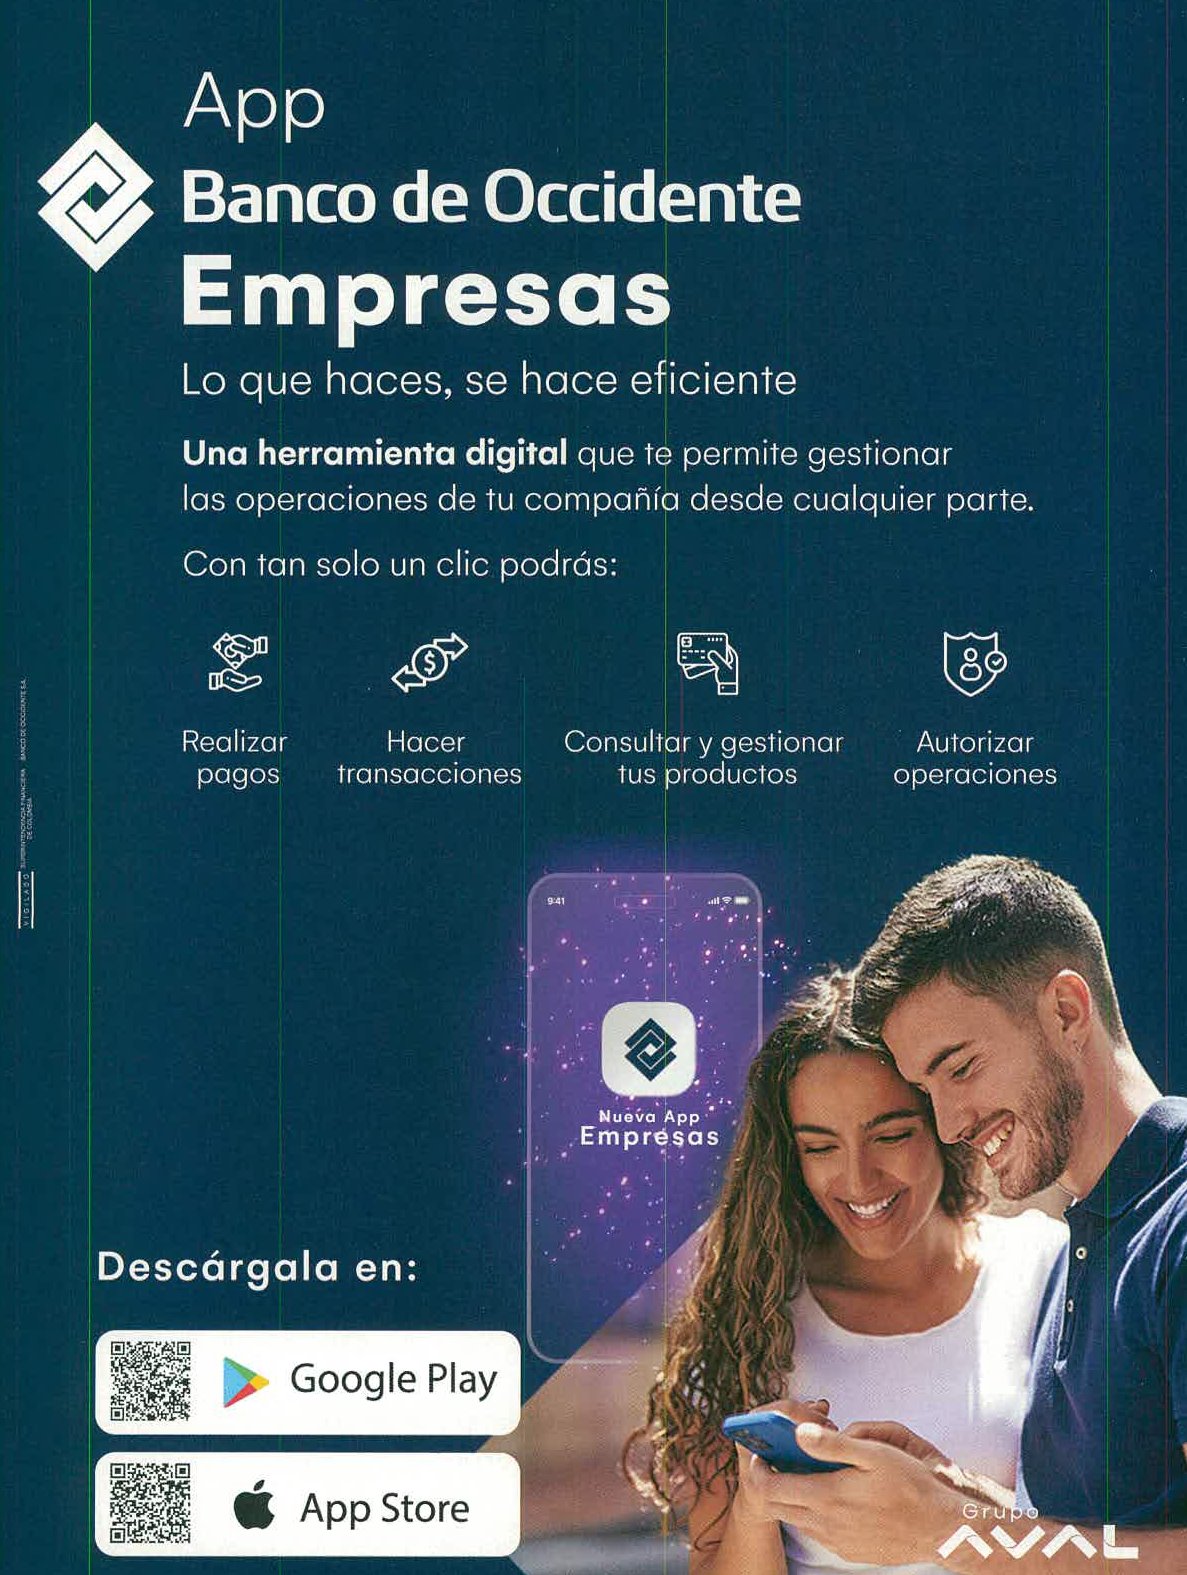 App
Banco de Occidente
Empresas
Lo que haces, se hace eficiente
Una herramienta digital que te permite gestionar
las operaciones de tu compañía desde cualquier parte.
Con tan solo un clic podrás:
Realizar
pagos
Hacer
transacciones
Consultar y gestionar
tus productos
Autorizar
operaciones
VIGILADO SUPERINTENDENCIA FINANCIERA DE COLOMBIA
BANCO DE OCCIDENTE S.A.
9:41
Nueva App
Empresas
Descárgala en:
Google Play
App Store
Grupo
AVAL